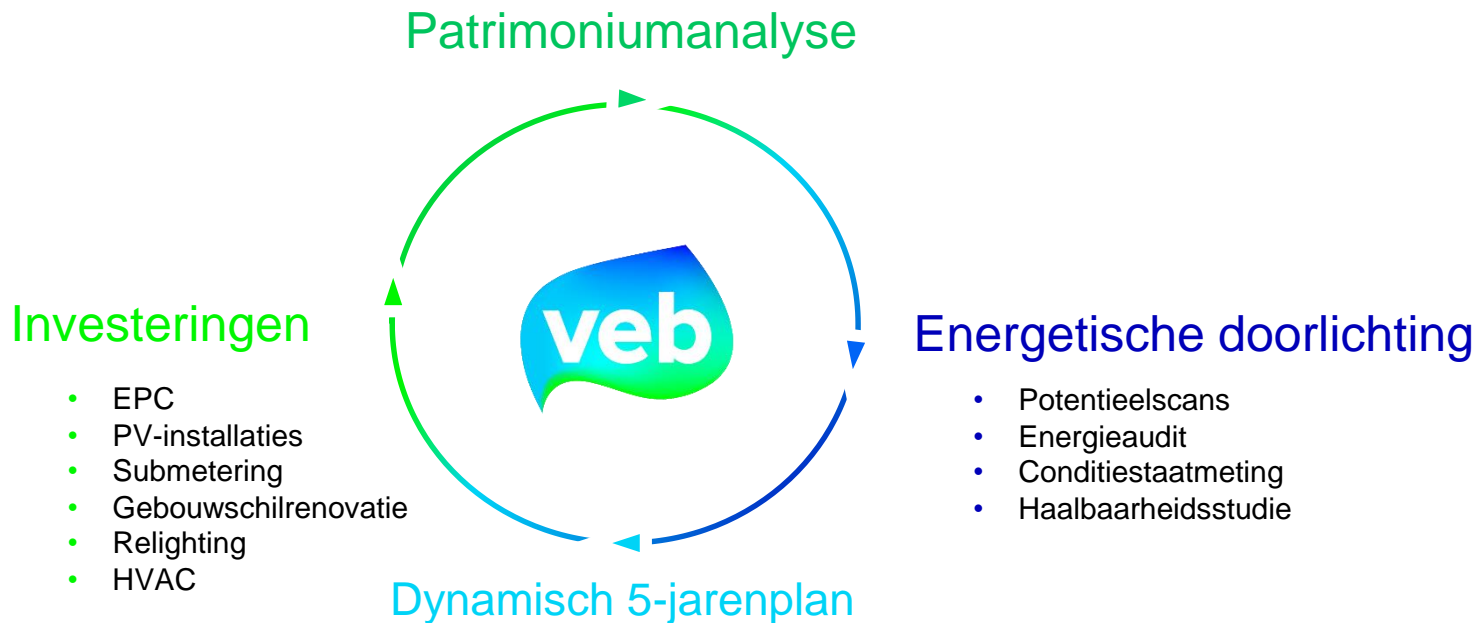 Patrimoniumanalyse
veb
Investeringen
• EPC
• PV-installaties
• Submetering
• Gebouwschilrenovatie
• Relighting
• HVAC
Energetische doorlichting
• Potentieelscans
• Energieaudit
• Conditiestaatmeting
• Haalbaarheidsstudie
Dynamisch 5-jarenplan